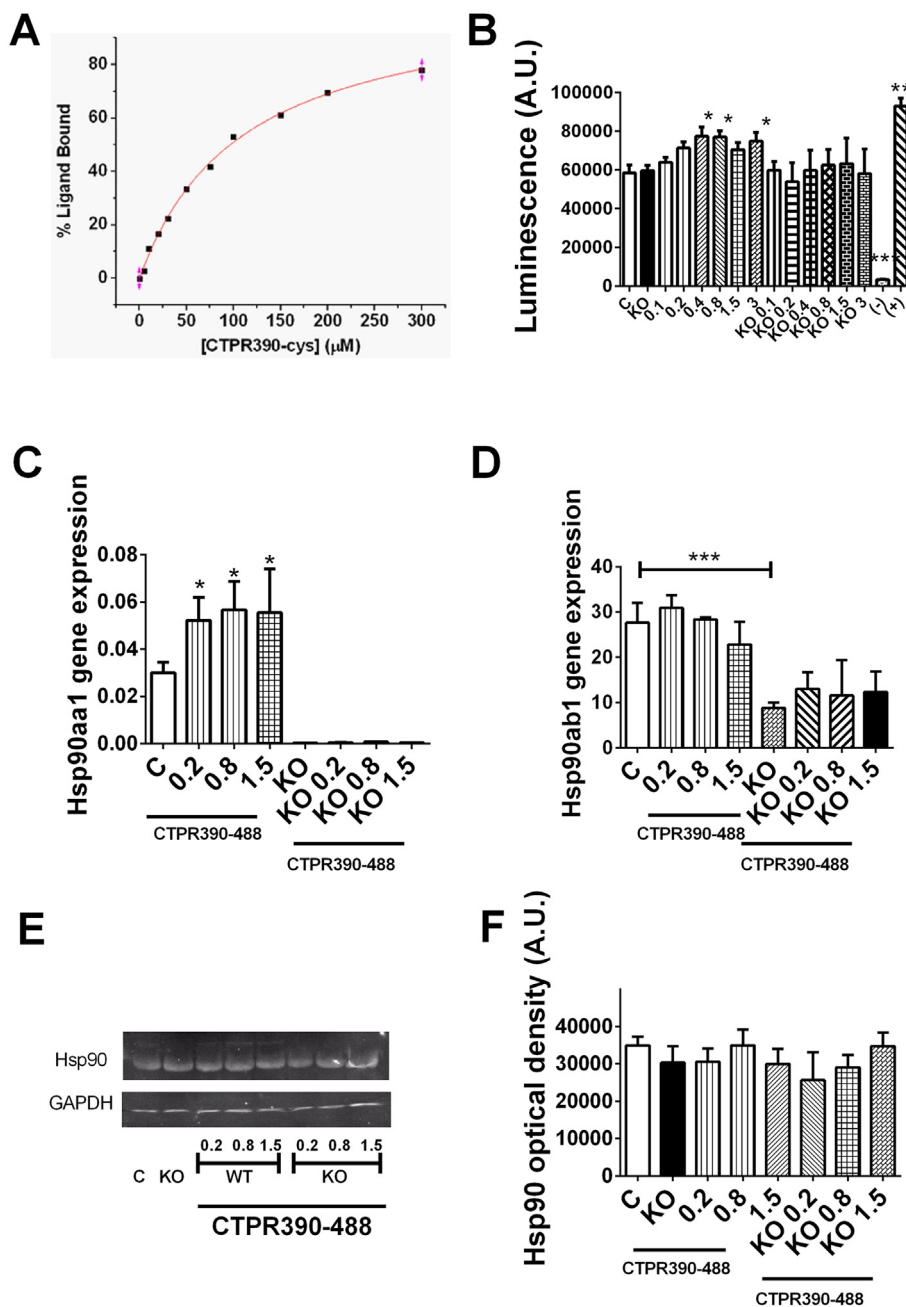 A
% Ligand Bound
80
60
40
20
0
0 50 100 150 200 250 300
[CTPR390-cys] (µM)
B
Luminescence (A.U.)
100000
80000
60000
40000
20000
0
* * * *** **
C KO 0.1 0.2 0.4 0.8 1.5 3 KO 0.1 KO 0.2 KO 0.4 KO 0.8 KO 1.5 KO 3 (-) (+)
C
Hsp90aa1 gene expression
0.08
0.06
0.04
0.02
0.00
* * *
C 0.2 0.8 1.5 KO KO 0.2 KO 0.8 KO 1.5
CTPR390-488
CTPR390-488
D
Hsp90ab1 gene expression
40
30
20
10
0
***
C 0.2 0.8 1.5 KO KO 0.2 KO 0.8 KO 1.5
CTPR390-488
CTPR390-488
E
Hsp90
GAPDH
0.2 0.8 1.5 0.2 0.8 1.5
C KO WT KO
CTPR390-488
F
Hsp90 optical density (A.U.)
40000
30000
20000
10000
0
C KO 0.2 0.8 1.5 KO 0.2 KO 0.8 KO 1.5
CTPR390-488
CTPR390-488